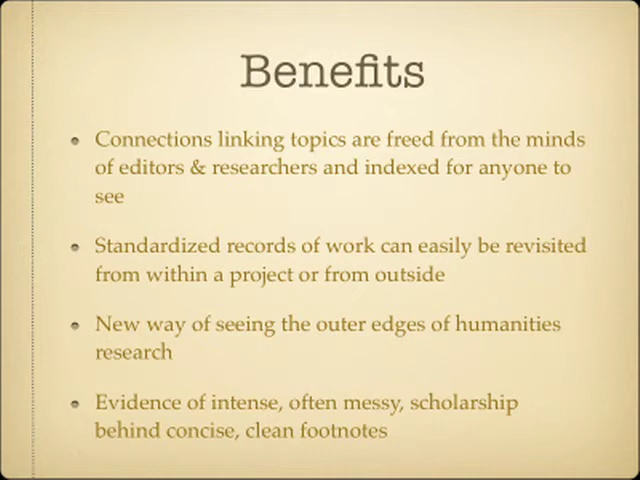 Benefits
Connections linking topics are freed from the minds
of editors & researchers and indexed for anyone to
see
Standardized records of work can easily be revisited
from within a project or from outside
New way of seeing the outer edges of humanities
research
Evidence of intense, often messy, scholarship
behind concise, clean footnotes